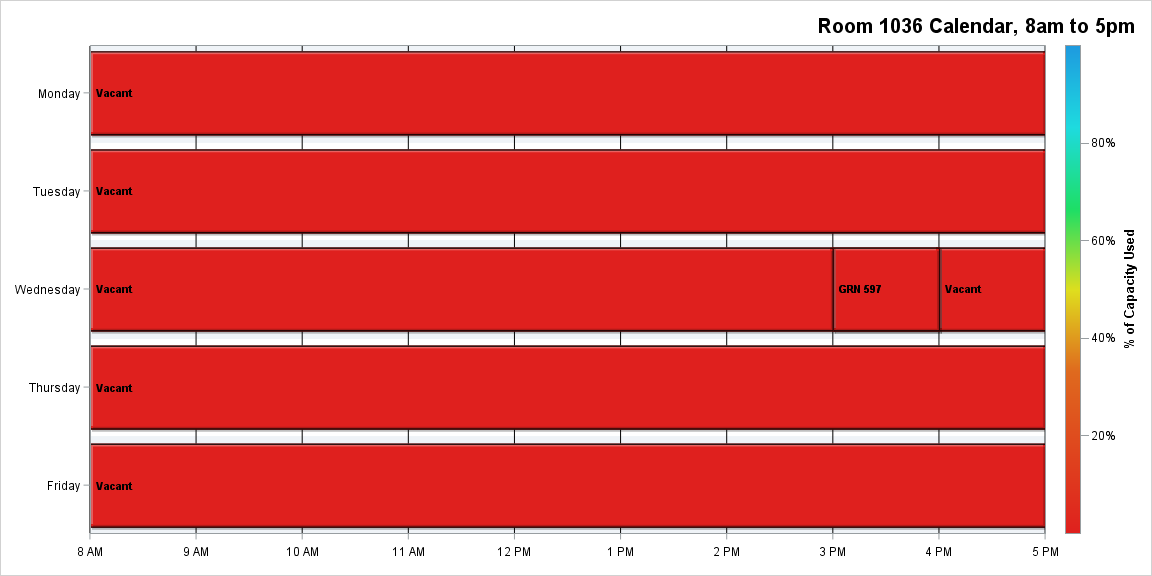 Room 1036 Calendar, 8am to 5pm
Monday
Vacant
Tuesday
Vacant
Wednesday
Vacant
GRN 597
Vacant
Thursday
Vacant
Friday
Vacant
8 AM
9 AM
10 AM
11 AM
12 PM
1 PM
2 PM
3 PM
4 PM
5 PM
80%
60%
40%
20%
% of Capacity Used